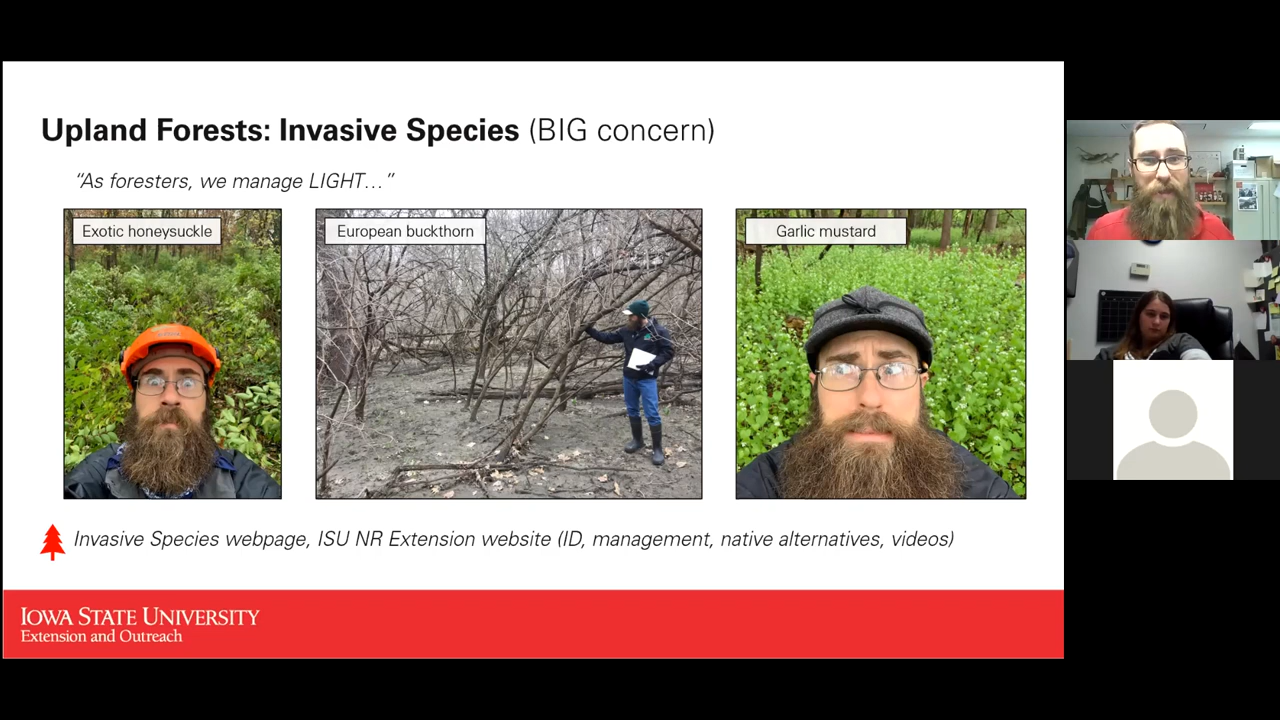 Upland Forests: Invasive Species (BIG concern)
“As foresters, we manage LIGHT…”
Exotic honeysuckle
European buckthorn
Garlic mustard
Invasive Species webpage, ISU NR Extension website (ID, management, native alternatives, videos)
IOWA STATE UNIVERSITY
Extension and Outreach